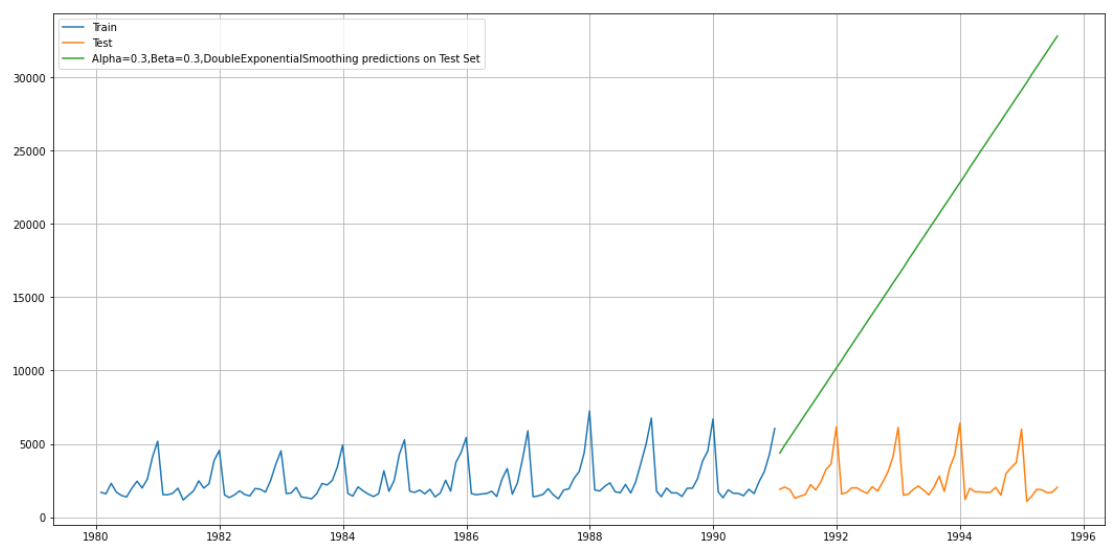 Train
Test
Alpha=0.3,Beta=0.3,DoubleExponentialSmoothing predictions on Test Set
30000
25000
20000
15000
10000
5000
0
1980 1982 1984 1986 1988 1990 1992 1994 1996